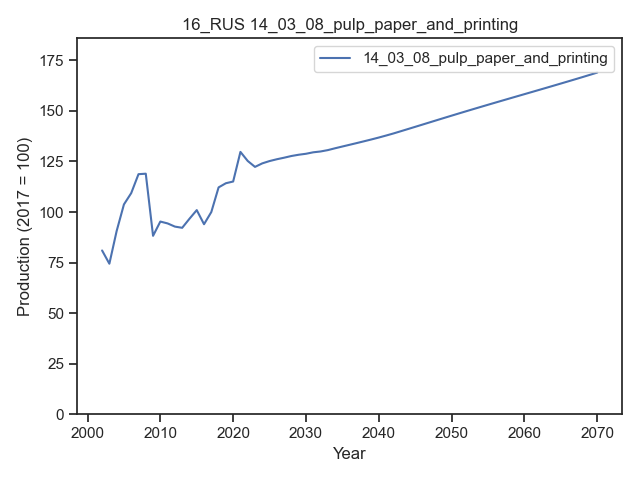 16_RUS 14_03_08_pulp_paper_and_printing
14_03_08_pulp_paper_and_printing
Production (2017 = 100)
175
150
125
100
75
50
25
0
2000 2010 2020 2030 2040 2050 2060 2070
Year